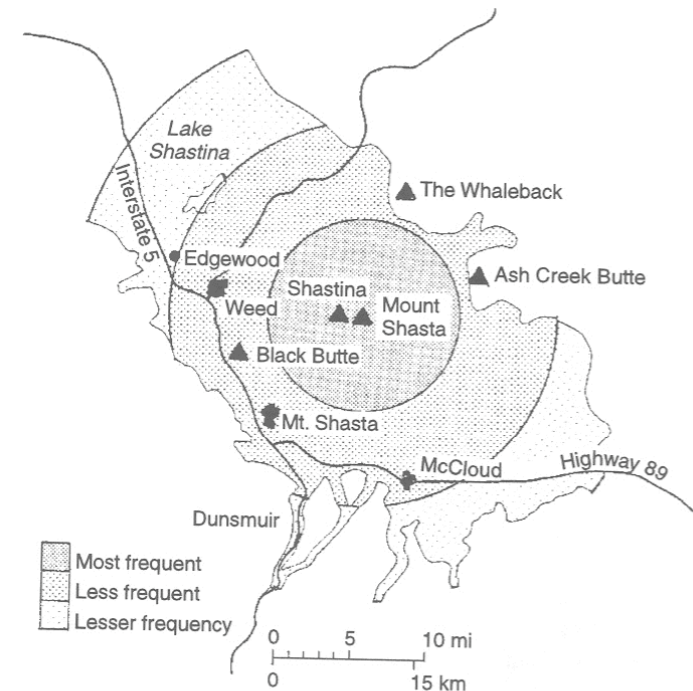 Lake
Shastina
Interstate 5
The Whaleback
Edgewood
Ash Creek Butte
Shastina
Mount
Shasta
Weed
Black Butte
Mt. Shasta
McCloud
Highway 89
Dunsmuir
Most frequent
Less frequent
Lesser frequency
0 5 10 mi
0 15 km